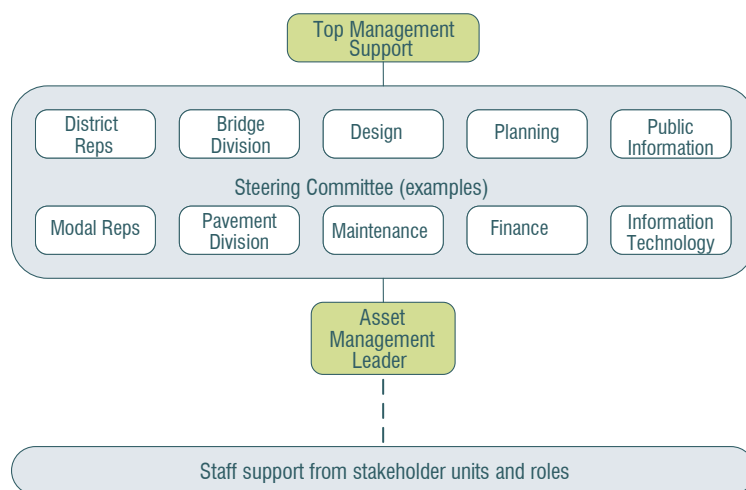 Top Management
Support
District
Reps
Bridge
Division
Design
Planning
Public
Information
Steering Committee (examples)
Modal Reps
Pavement
Division
Maintenance
Finance
Information
Technology
Asset
Management
Leader
Staff support from stakeholder units and roles